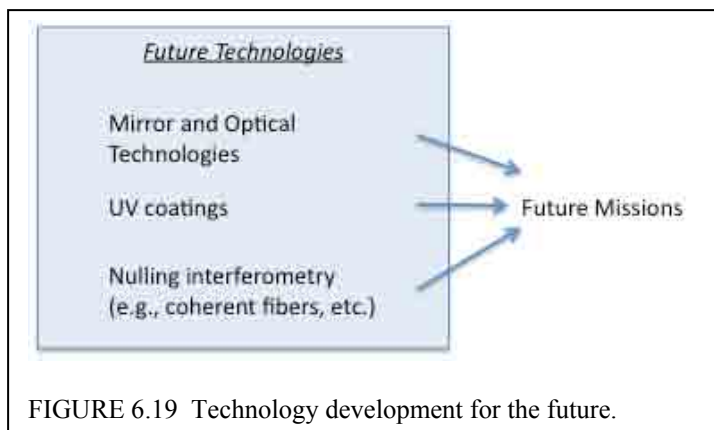 Future Technologies
Mirror and Optical
Technologies
UV coatings
Future Missions
Nulling interferometry
(e.g., coherent fibers, etc.)
FIGURE 6.19 Technology development for the future.